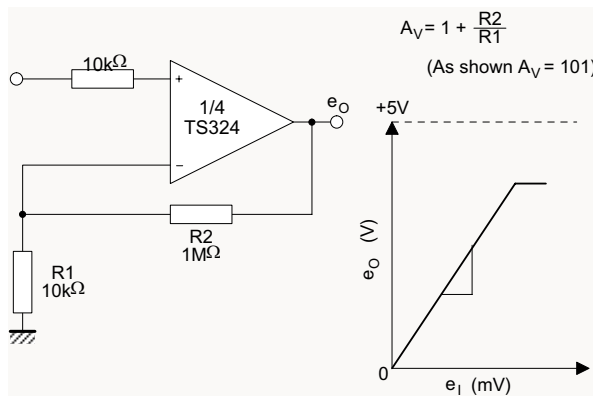 A_V = 1 + R2/R1
(As shown A_V = 101)
10kΩ
+
1/4
TS324
e_O
−
R2
1MΩ
R1
10kΩ
+5V
e_O (V)
0
e_I (mV)